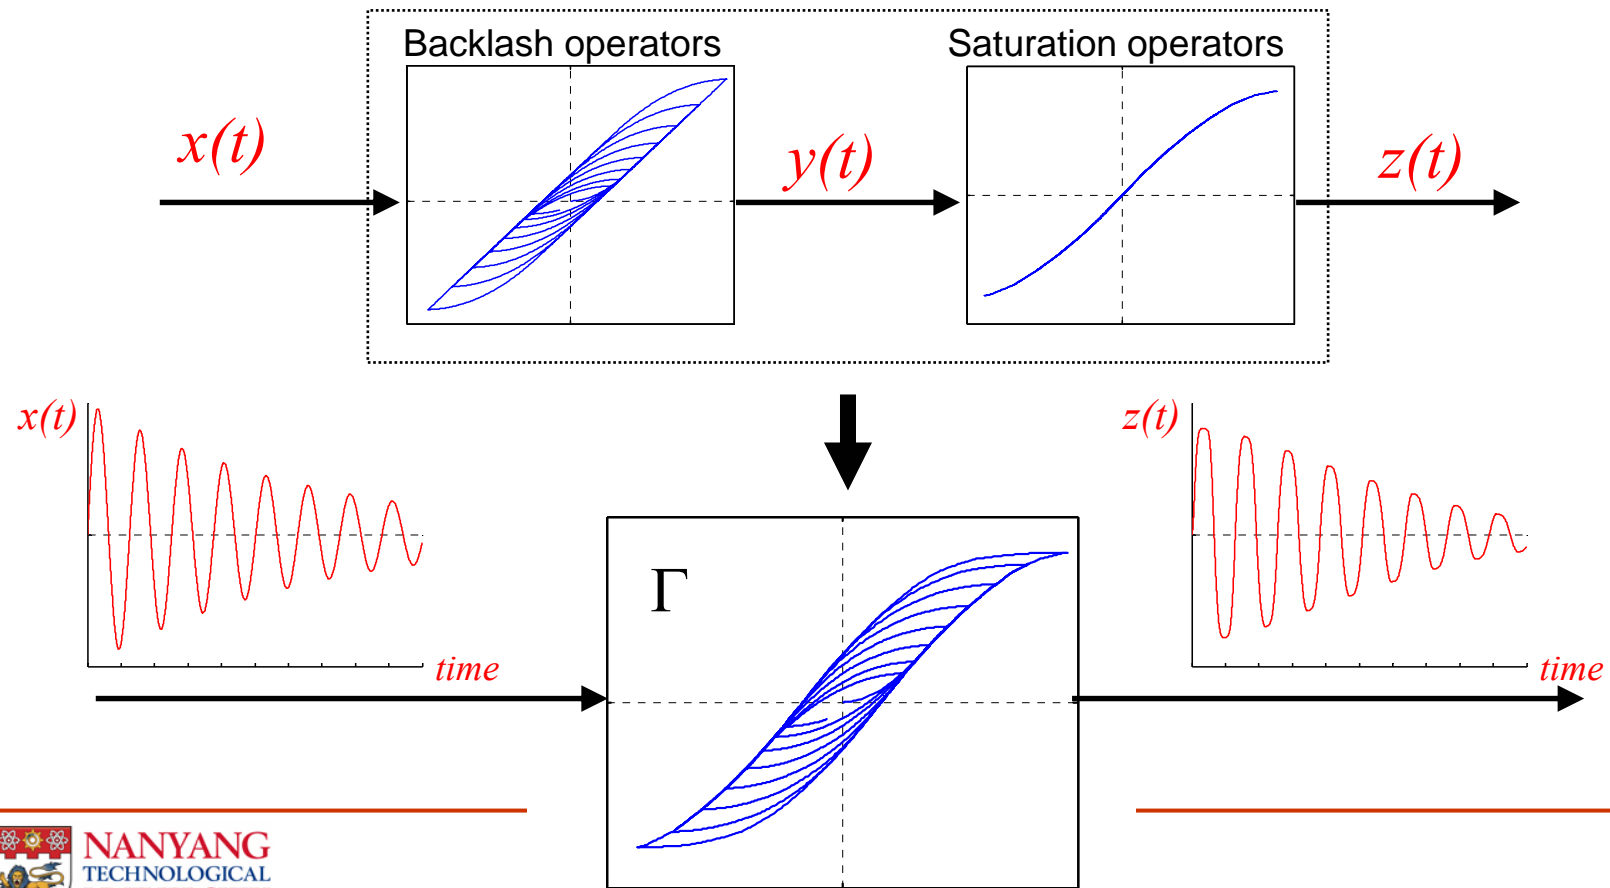 Backlash operators
Saturation operators
x(t)
y(t)
z(t)
x(t)
time
z(t)
time
Γ
NANYANG
TECHNOLOGICAL